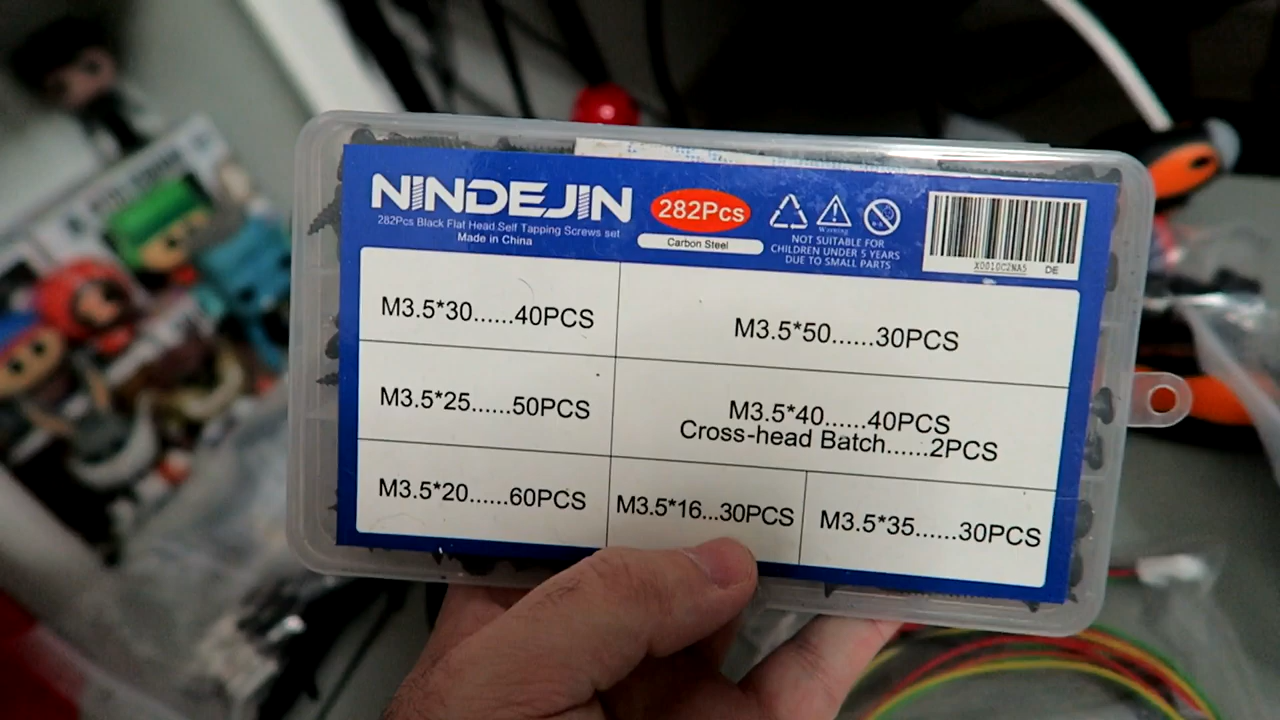 NINDEJIN
282Pcs
282Pcs Black Flat Head Self Tapping Screws set
Made in China
Carbon Steel
Warning
NOT SUITABLE FOR
CHILDREN UNDER 5 YEARS
DUE TO SMALL PARTS
X0010C2NA5 DE
M3.5*30......40PCS
M3.5*50......30PCS
M3.5*25......50PCS
M3.5*40......40PCS
Cross-head Batch......2PCS
M3.5*20......60PCS
M3.5*16...30PCS
M3.5*35......30PCS